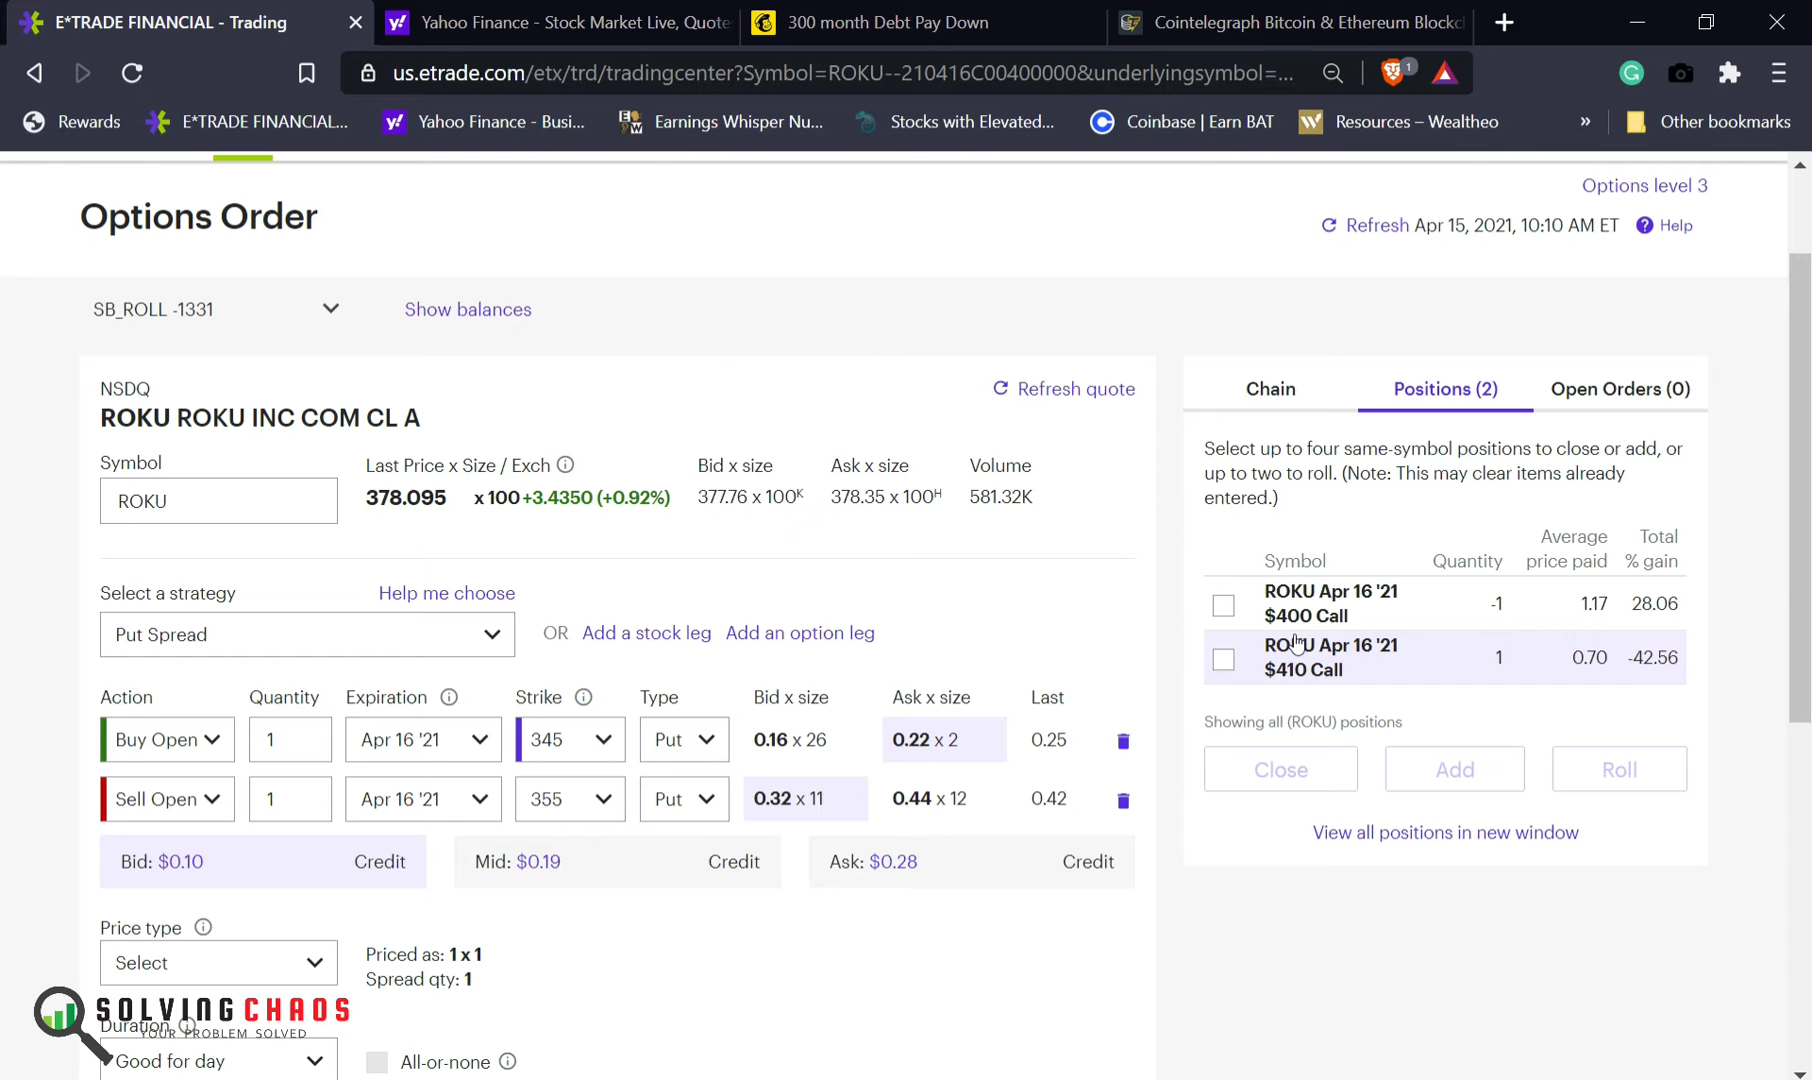 E*TRADE FINANCIAL - Trading
Yahoo Finance - Stock Market Live, Quote
300 month Debt Pay Down
Cointelegraph Bitcoin & Ethereum Blockc
us.etrade.com/etx/trd/tradingcenter?Symbol=ROKU--210416C00400000&underlyingsymbol=...
1
Rewards
E*TRADE FINANCIAL...
Yahoo Finance - Busi...
Earnings Whisper Nu...
Stocks with Elevated...
Coinbase | Earn BAT
Resources – Wealtheo
»
Other bookmarks
Options level 3
Options Order
Refresh Apr 15, 2021, 10:10 AM ET
Help
SB_ROLL -1331
Show balances
NSDQ
ROKU ROKU INC COM CL A
Refresh quote
Symbol
Last Price x Size / Exch
Bid x size
Ask x size
Volume
ROKU
378.095 x 100 +3.4350 (+0.92%)
377.76 x 100K
378.35 x 100H
581.32K
Select a strategy
Help me choose
Put Spread
OR
Add a stock leg
Add an option leg
Action
Quantity
Expiration
Strike
Type
Bid x size
Ask x size
Last
Buy Open
1
Apr 16 '21
345
Put
0.16 x 26
0.22 x 2
0.25
Sell Open
1
Apr 16 '21
355
Put
0.32 x 11
0.44 x 12
0.42
Bid: $0.10 Credit
Mid: $0.19 Credit
Ask: $0.28 Credit
Price type
Select
Priced as: 1 x 1
Spread qty: 1
Duration
Good for day
All-or-none
SOLVING CHAOS
YOUR PROBLEM SOLVED
Chain
Positions (2)
Open Orders (0)
Select up to four same-symbol positions to close or add, or
up to two to roll. (Note: This may clear items already
entered.)
Symbol
Quantity
Average
price paid
Total
% gain
ROKU Apr 16 '21
$400 Call
-1
1.17
28.06
ROKU Apr 16 '21
$410 Call
1
0.70
-42.56
Showing all (ROKU) positions
Close
Add
Roll
View all positions in new window